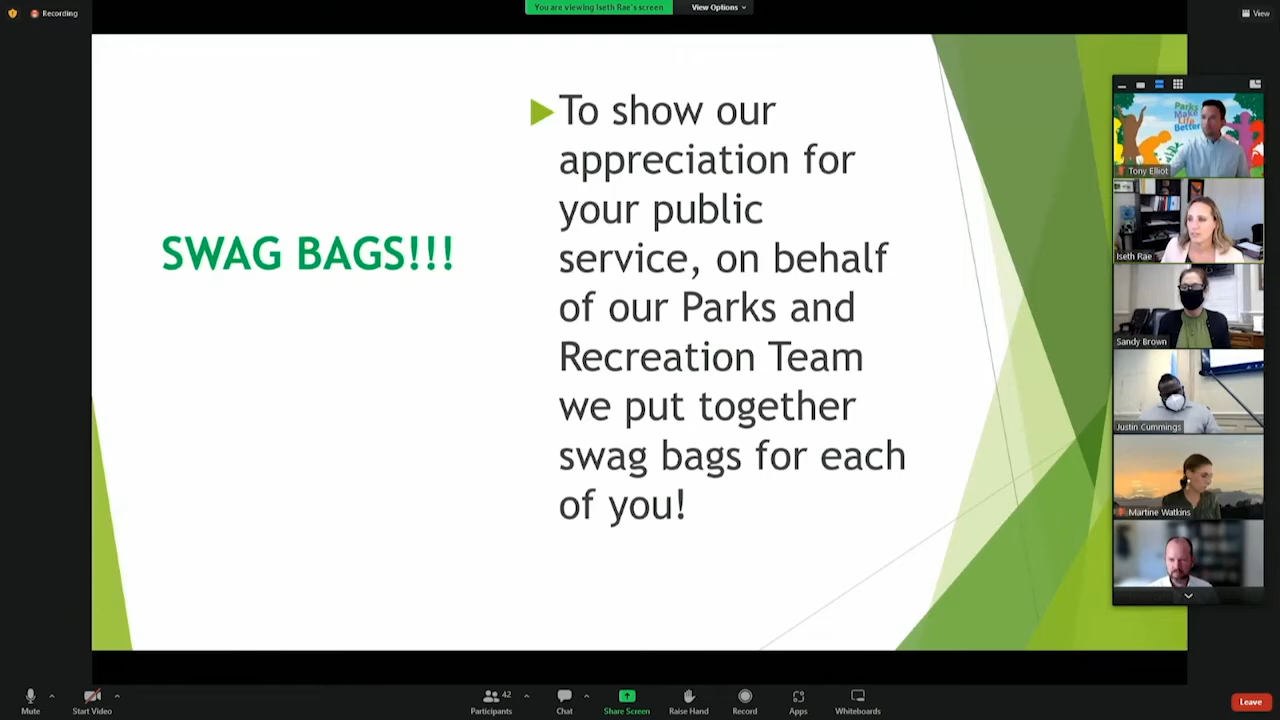 Recording
You are viewing Iseth Rae's screen
View Options
View
SWAG BAGS!!!
To show our
appreciation for
your public
service, on behalf
of our Parks and
Recreation Team
we put together
swag bags for each
of you!
Parks
Make
Life
Better
Tony Elliot
Iseth Rae
Sandy Brown
Justin Cummings
Martine Watkins
Mute
Start Video
42
Participants
Chat
Share Screen
Raise Hand
Record
Apps
Whiteboards
Leave